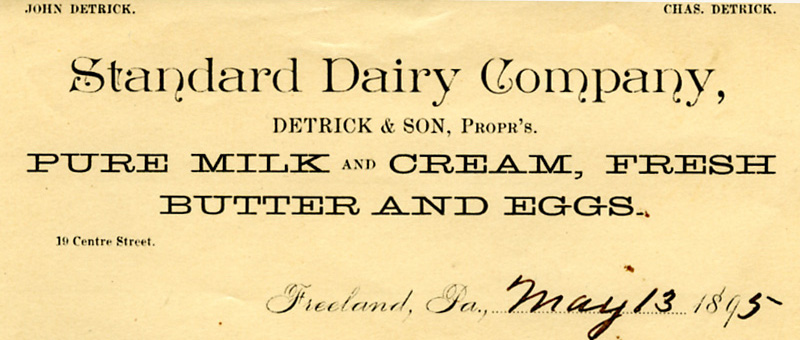 JOHN DETRICK. CHAS. DETRICK.
Standard Dairy Company,
DETRICK & SON, PROPR'S.
PURE MILK AND CREAM, FRESH
BUTTER AND EGGS.
19 Centre Street.
Freeland, Pa., May 13 1895